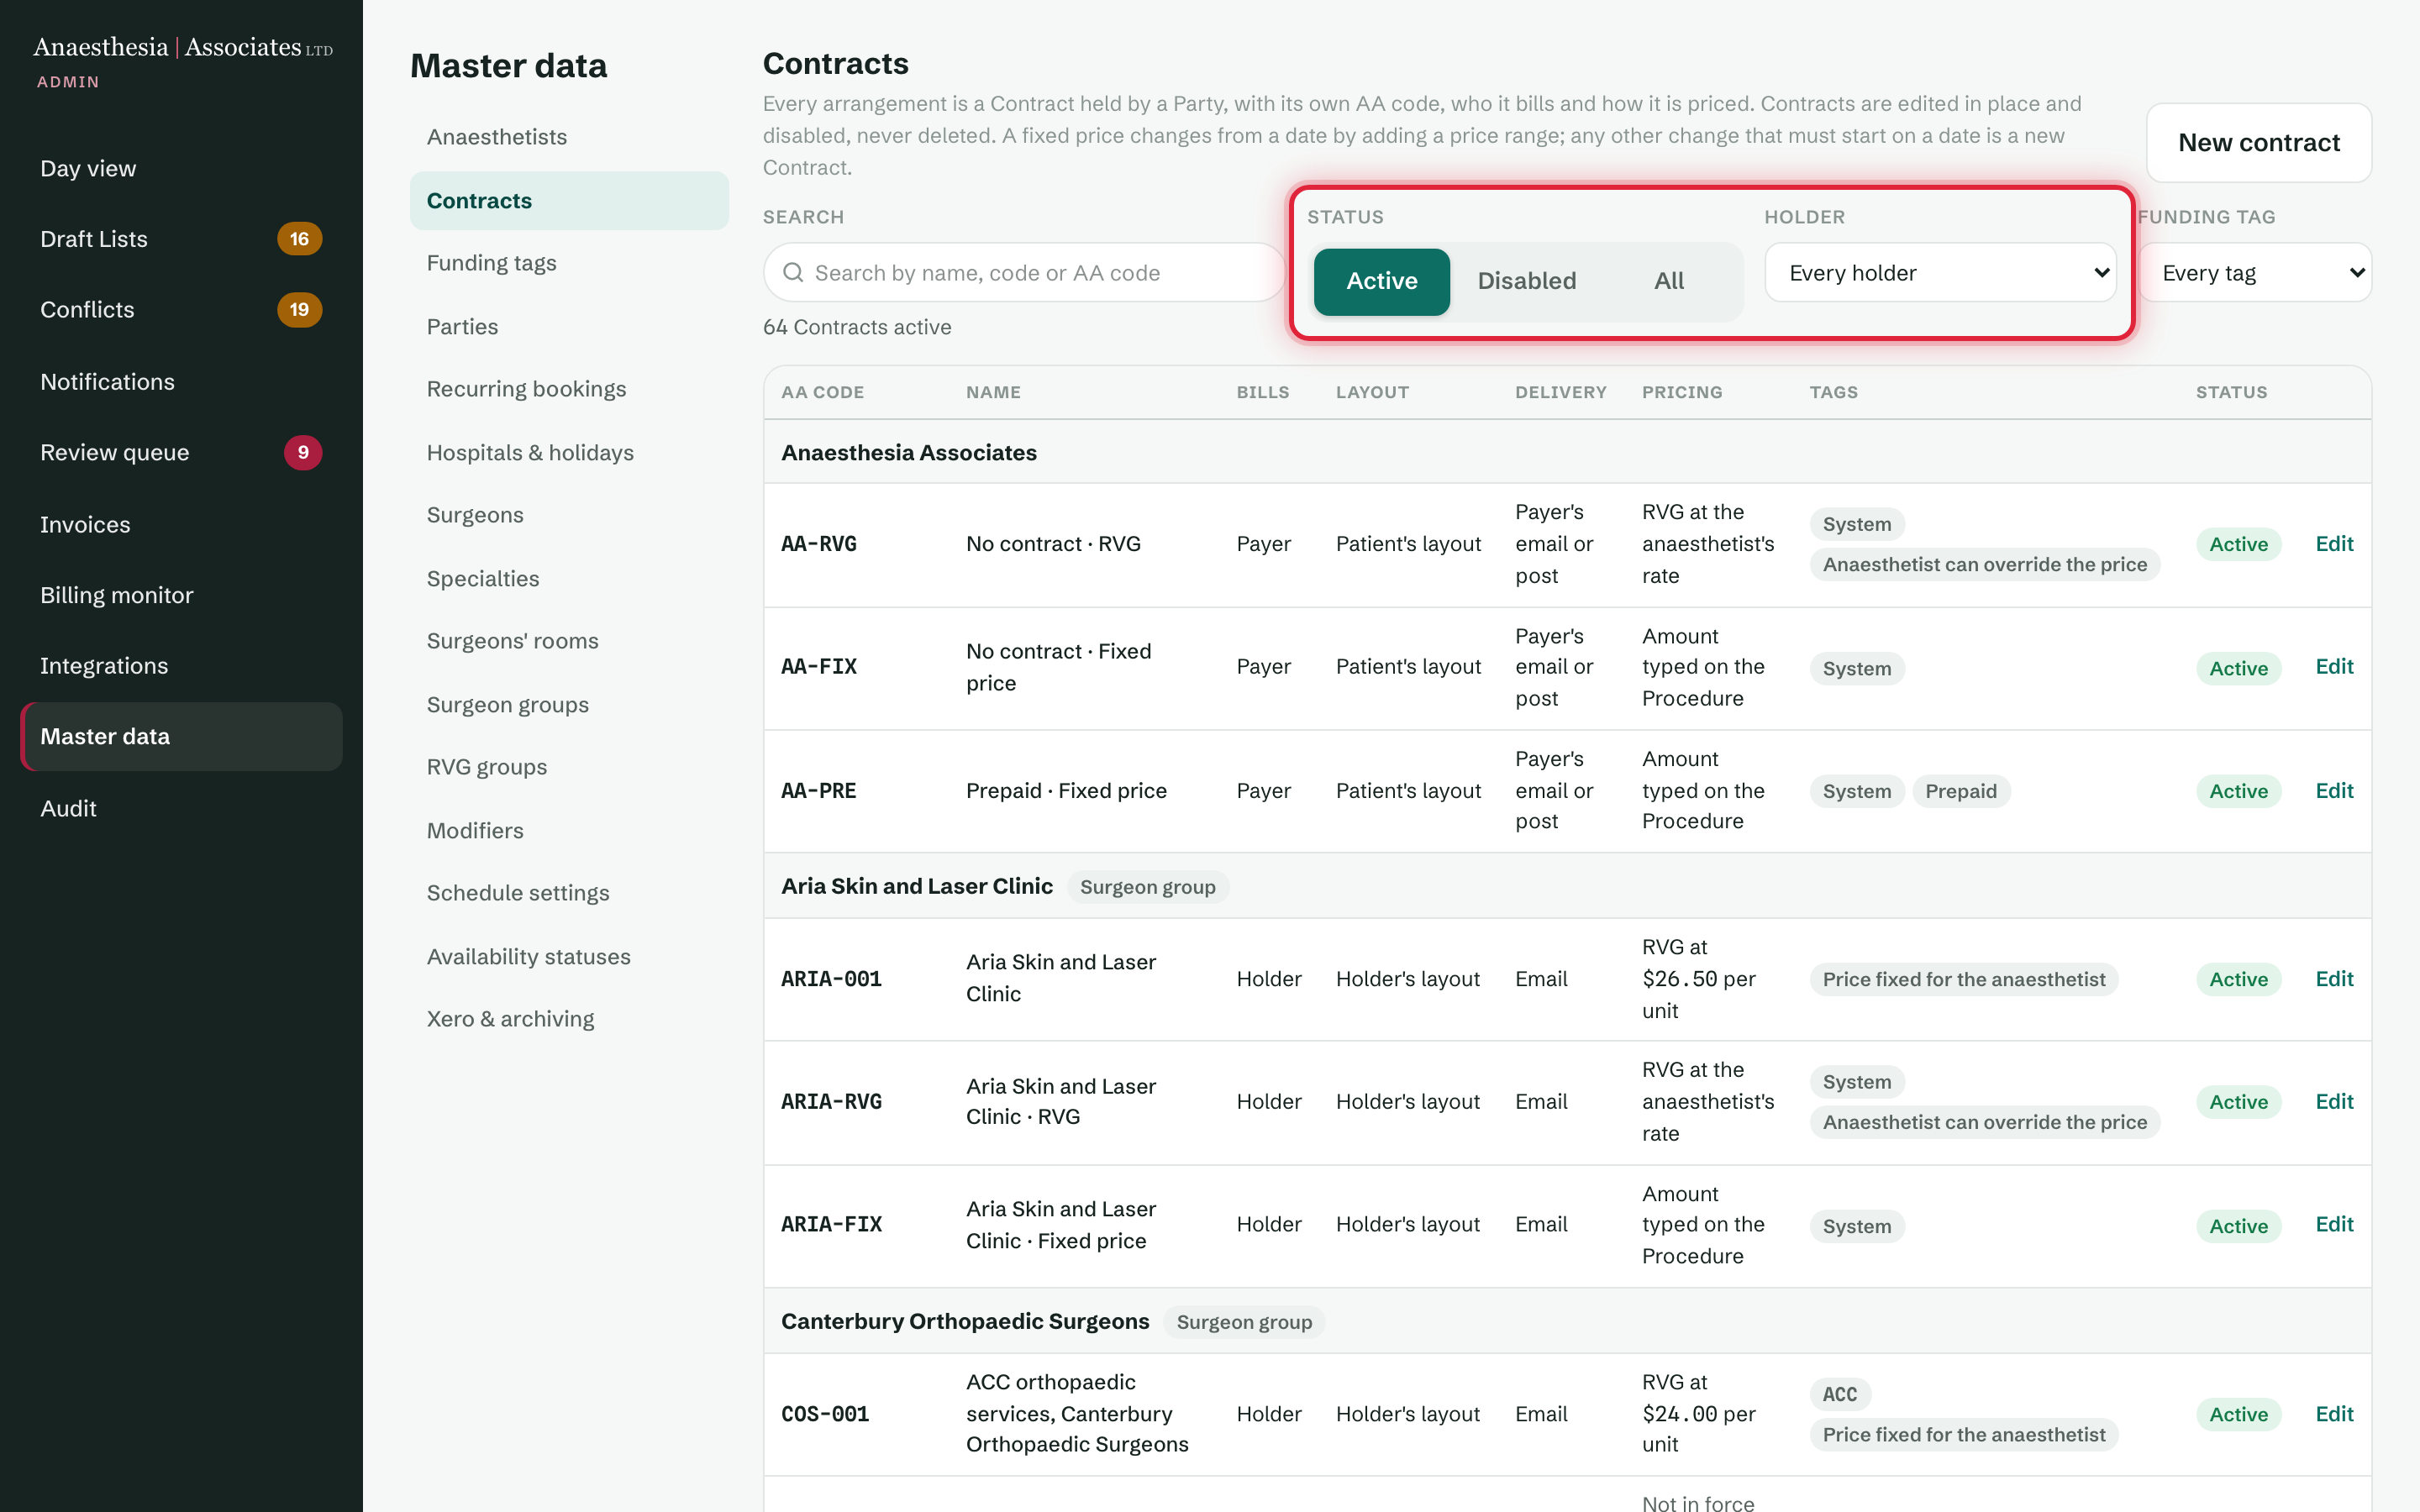 Anaesthesia | Associates LTD
ADMIN
Day view
Draft Lists 16
Conflicts 19
Notifications
Review queue 9
Invoices
Billing monitor
Integrations
Master data
Audit
Master data
Anaesthetists
Contracts
Funding tags
Parties
Recurring bookings
Hospitals & holidays
Surgeons
Specialties
Surgeons' rooms
Surgeon groups
RVG groups
Modifiers
Schedule settings
Availability statuses
Xero & archiving
Contracts
Every arrangement is a Contract held by a Party, with its own AA code, who it bills and how it is priced. Contracts are edited in place and
disabled, never deleted. A fixed price changes from a date by adding a price range; any other change that must start on a date is a new
Contract.
New contract
SEARCH STATUS HOLDER FUNDING TAG
Search by name, code or AA code Active Disabled All Every holder Every tag
64 Contracts active
AA CODE NAME BILLS LAYOUT DELIVERY PRICING TAGS STATUS
Anaesthesia Associates
AA-RVG No contract · RVG Payer Patient's layout Payer's email or post RVG at the anaesthetist's rate System Anaesthetist can override the price Active Edit
AA-FIX No contract · Fixed price Payer Patient's layout Payer's email or post Amount typed on the Procedure System Active Edit
AA-PRE Prepaid · Fixed price Payer Patient's layout Payer's email or post Amount typed on the Procedure System Prepaid Active Edit
Aria Skin and Laser Clinic Surgeon group
ARIA-001 Aria Skin and Laser Clinic Holder Holder's layout Email RVG at $26.50 per unit Price fixed for the anaesthetist Active Edit
ARIA-RVG Aria Skin and Laser Clinic · RVG Holder Holder's layout Email RVG at the anaesthetist's rate System Anaesthetist can override the price Active Edit
ARIA-FIX Aria Skin and Laser Clinic · Fixed price Holder Holder's layout Email Amount typed on the Procedure System Active Edit
Canterbury Orthopaedic Surgeons Surgeon group
COS-001 ACC orthopaedic services, Canterbury Orthopaedic Surgeons Holder Holder's layout Email RVG at $24.00 per unit ACC Price fixed for the anaesthetist Active Edit
Not in force